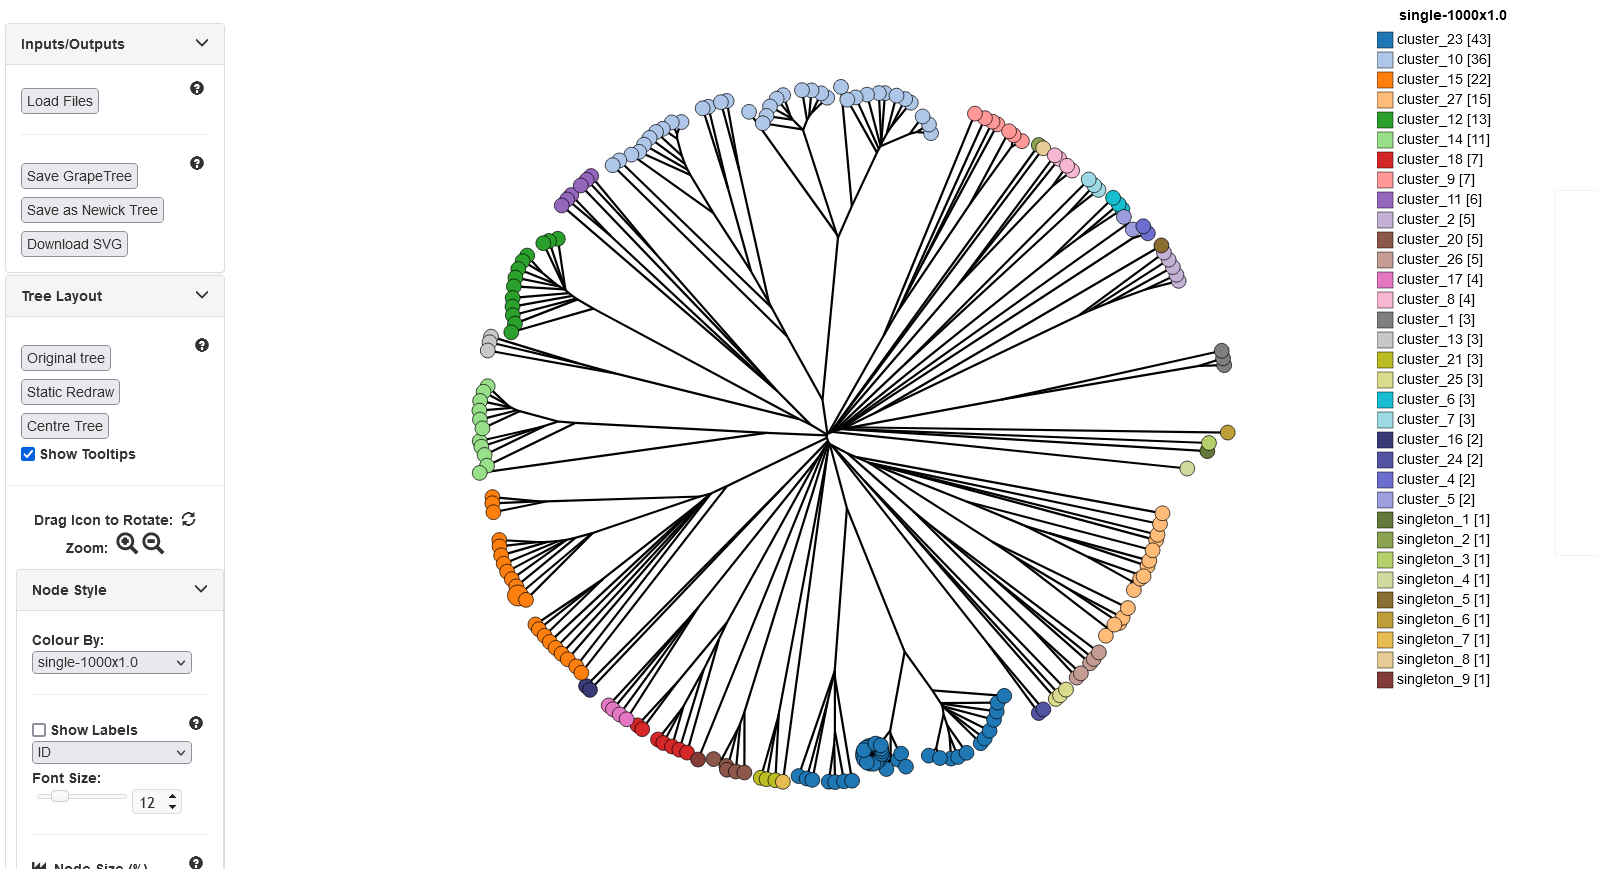 Inputs/Outputs
Load Files
Save GrapeTree
Save as Newick Tree
Download SVG
Tree Layout
Original tree
Static Redraw
Centre Tree
Show Tooltips
Drag Icon to Rotate:
Zoom:
Node Style
Colour By:
single-1000x1.0
Show Labels
ID
Font Size:
12
Node Size (%)
single-1000x1.0
cluster_23 [43]
cluster_10 [36]
cluster_15 [22]
cluster_27 [15]
cluster_12 [13]
cluster_14 [11]
cluster_18 [7]
cluster_9 [7]
cluster_11 [6]
cluster_2 [5]
cluster_20 [5]
cluster_26 [5]
cluster_17 [4]
cluster_8 [4]
cluster_1 [3]
cluster_13 [3]
cluster_21 [3]
cluster_25 [3]
cluster_6 [3]
cluster_7 [3]
cluster_16 [2]
cluster_24 [2]
cluster_4 [2]
cluster_5 [2]
singleton_1 [1]
singleton_2 [1]
singleton_3 [1]
singleton_4 [1]
singleton_5 [1]
singleton_6 [1]
singleton_7 [1]
singleton_8 [1]
singleton_9 [1]